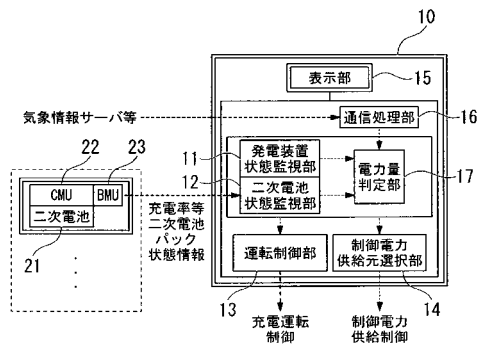 10
表示部
15
気象情報サーバ等
通信処理部
16
22
23
11
発電装置
状態監視部
電力量
判定部
17
CMU
BMU
12
二次電池
状態監視部
二次電池
21
充電率等
二次電池
パック
状態情報
運転制御部
制御電力
供給元選択部
13
14
充電運転
制御
制御電力
供給制御